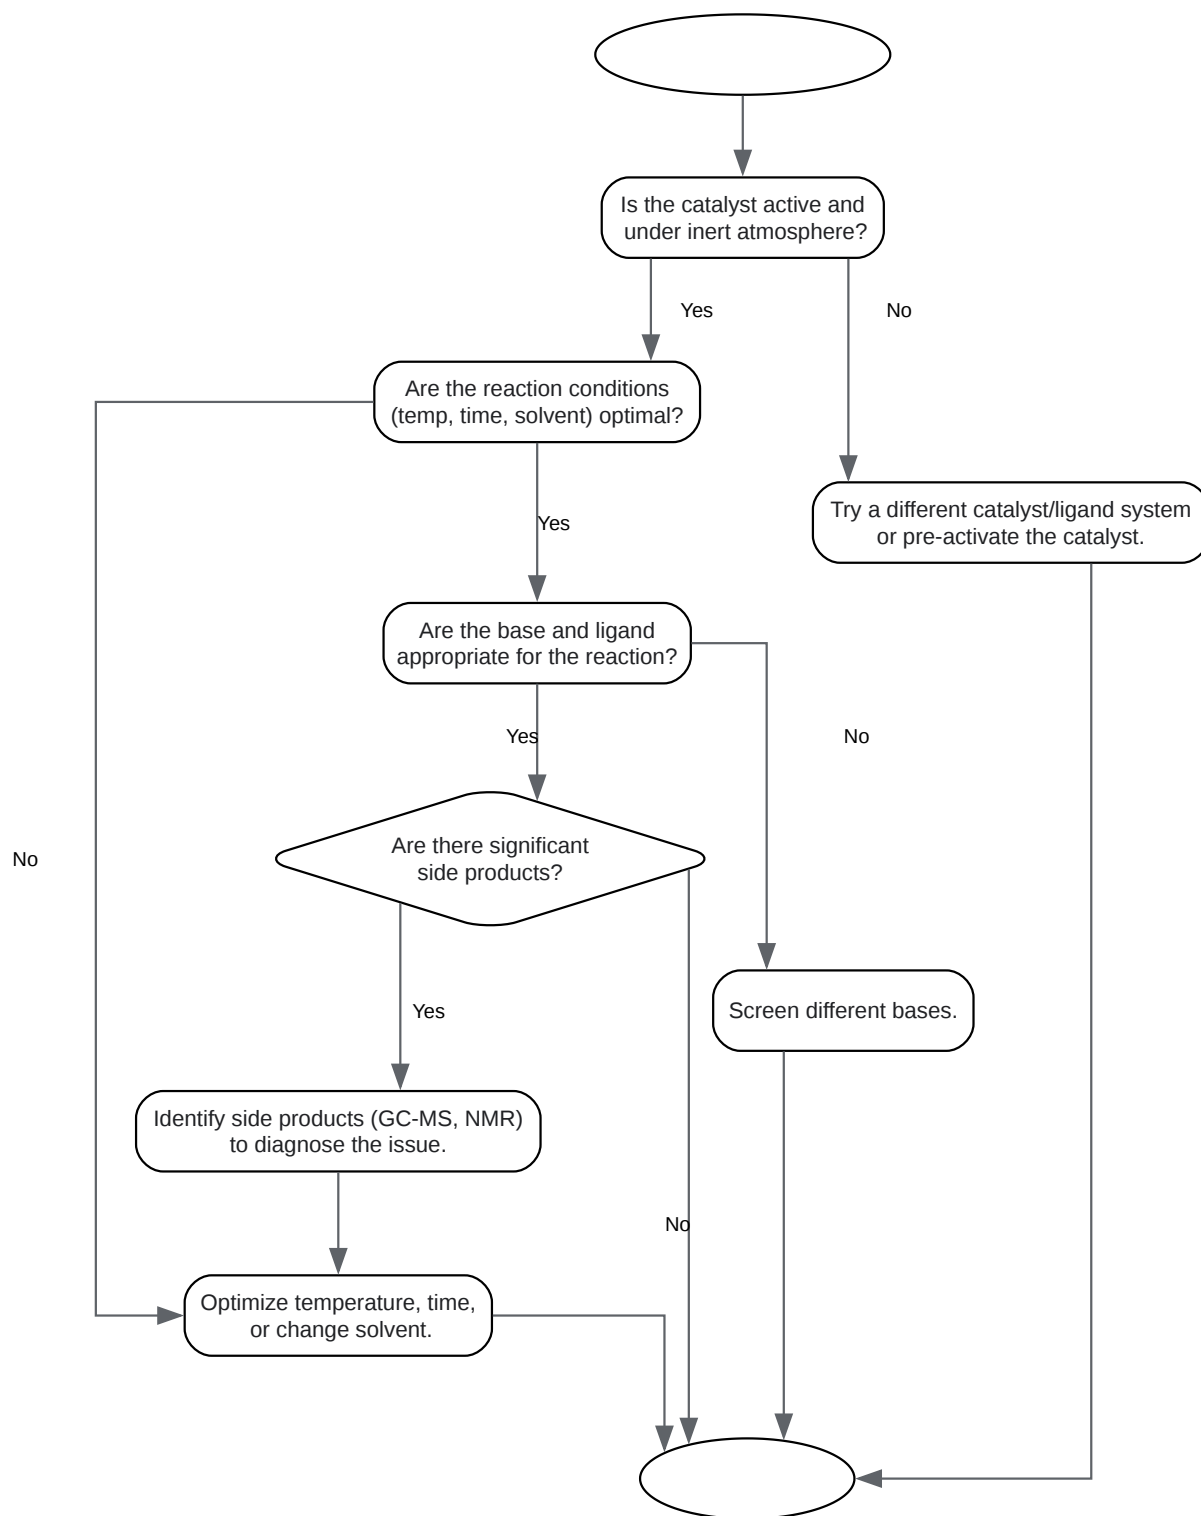 Is the catalyst active and
under inert atmosphere?
Yes
No
Are the reaction conditions
(temp, time, solvent) optimal?
Try a different catalyst/ligand system
or pre-activate the catalyst.
Yes
Are the base and ligand
appropriate for the reaction?
Yes
No
Are there significant
side products?
No
Screen different bases.
Yes
Identify side products (GC-MS, NMR)
to diagnose the issue.
No
Optimize temperature, time,
or change solvent.